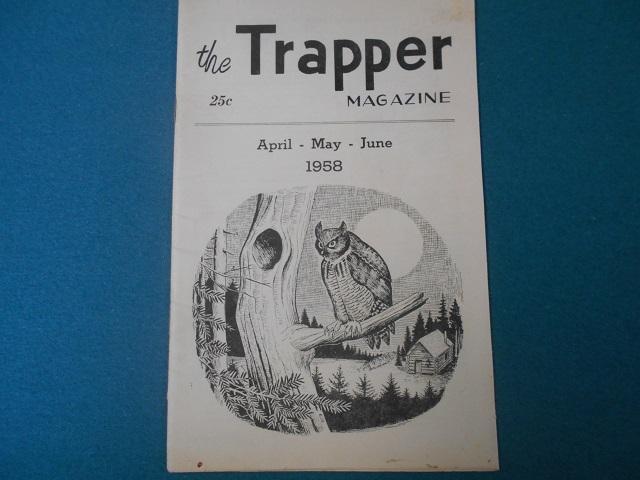 the Trapper
25c MAGAZINE
April - May - June
1958